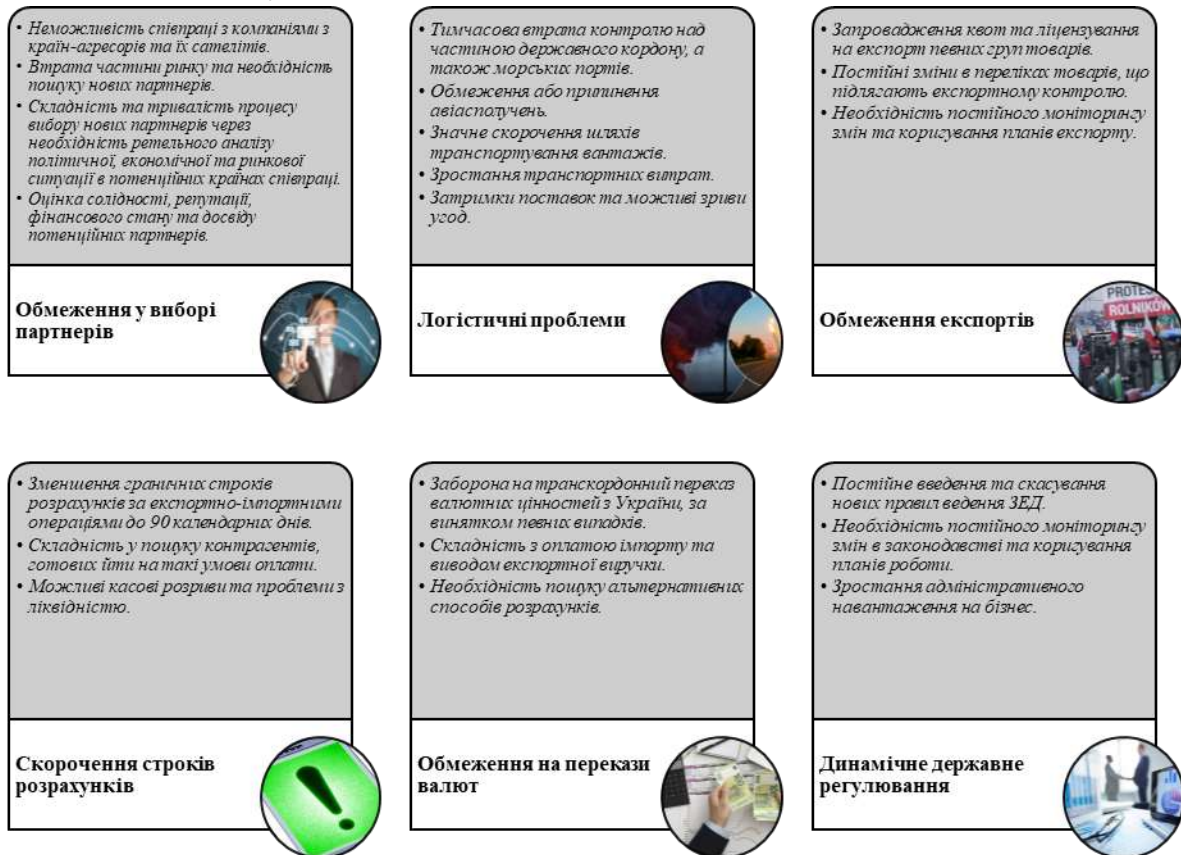 • Неможливість співпраці з компаніями з
країн-агресорів та їх сателітів.
• Втрата частини ринку та необхідність
пошуку нових партнерів.
• Складність та тривалість процесу
вибору нових партнерів через
необхідність ретельного аналізу
політичної, економічної та ринкової
ситуації в потенційних країнах співпраці.
• Оцінка солідності, репутації,
фінансового стану та досвіду
потенційних партнерів.
Обмеження у виборі
партнерів
• Тимчасова втрата контролю над
частиною державного кордону, а
також морських портів.
• Обмеження або припинення
авіасполучень.
• Значне скорочення шляхів
транспортування вантажів.
• Зростання транспортних витрат.
• Затримки поставок та можливі зриви
угод.
Логістичні проблеми
• Запровадження квот та ліцензування
на експорт певних груп товарів.
• Постійні зміни в переліках товарів, що
підлягають експортному контролю.
• Необхідність постійного моніторингу
змін та коригування планів експорту.
Обмеження експортів
PROTES
ROLNIKÓW
• Зменшення граничних строків
розрахунків за експортно-імпортними
операціями до 90 календарних днів.
• Складність у пошуку контрагентів,
готових йти на такі умови оплати.
• Можливі касові розриви та проблеми з
ліквідністю.
Скорочення строків
розрахунків
• Заборона на транскордонний переказ
валютних цінностей з України, за
винятком певних випадків.
• Складність з оплатою імпорту та
виводом експортної виручки.
• Необхідність пошуку альтернативних
способів розрахунків.
Обмеження на перекази
валют
• Постійне введення та скасування
нових правил ведення ЗЕД.
• Необхідність постійного моніторингу
змін в законодавстві та коригування
планів роботи.
• Зростання адміністративного
навантаження на бізнес.
Динамічне державне
регулювання